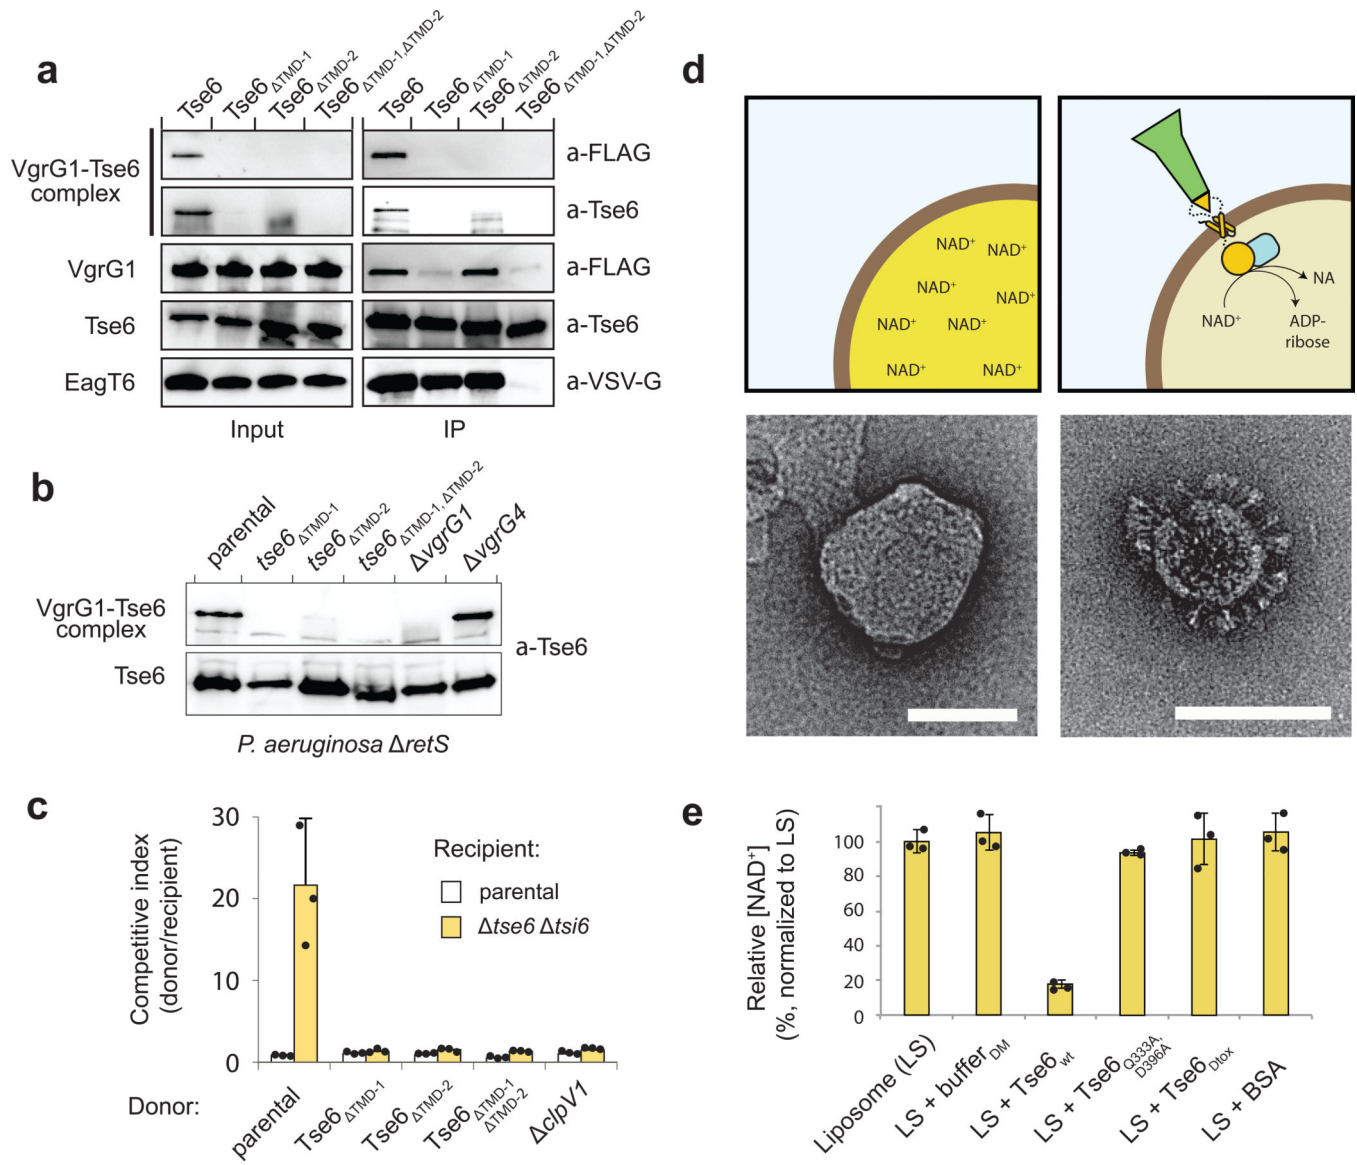 a
Tse6
Tse6 ΔTMD-1
Tse6 ΔTMD-2
Tse6 ΔTMD-1,ΔTMD-2
Tse6
Tse6 ΔTMD-1
Tse6 ΔTMD-2
Tse6 ΔTMD-1,ΔTMD-2
VgrG1-Tse6
complex
a-FLAG
a-Tse6
VgrG1
a-FLAG
Tse6
a-Tse6
EagT6
a-VSV-G
Input
IP
b
parental
tse6 ΔTMD-1
tse6 ΔTMD-2
tse6 ΔTMD-1, ΔTMD-2
ΔvgrG1
ΔvgrG4
VgrG1-Tse6
complex
a-Tse6
Tse6
P. aeruginosa ΔretS
c
Competitive index
(donor/recipient)
30
20
10
0
Recipient:
parental
Δtse6 Δtsi6
Donor:
parental
Tse6 ΔTMD-1
Tse6 ΔTMD-2
Tse6 ΔTMD-1
ΔTMD-2
ΔclpV1
d
NAD+ NAD+
NAD+
NAD+
NAD+ NAD+
NAD+ NAD+
NA
NAD+
ADP-
ribose
e
Relative [NAD+]
(%, normalized to LS)
100
80
60
40
20
0
Liposome (LS)
LS + buffer DM
LS + Tse6 wt
LS + Tse6 Q333A,
D396A
LS + Tse6 Dtox
LS + BSA